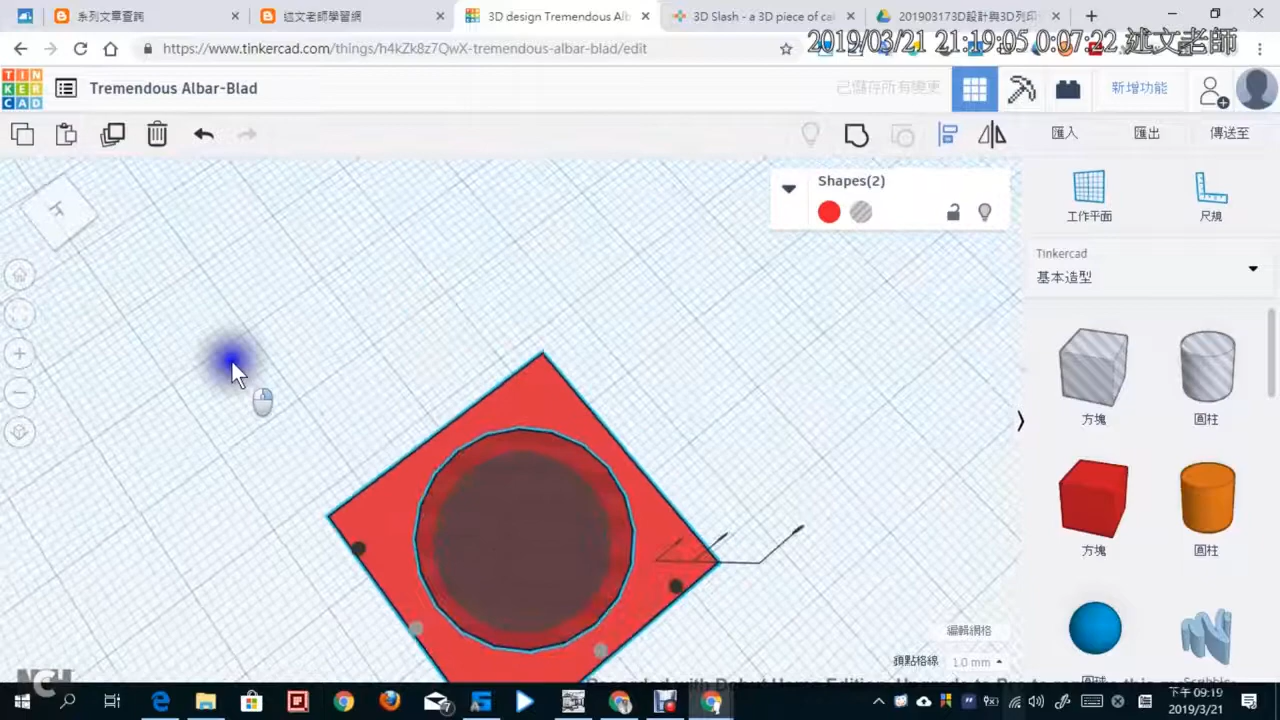 系列文章查詢
述文老師學習網
3D design Tremendous Alb
3D Slash - a 3D piece of ca
201903173D設計與3D列印
https://www.tinkercad.com/things/h4kZk8z7QwX-tremendous-albar-blad/edit
2019/03/21 21:19:05 0:07:22 述文老師
TIN
KER
CAD
Tremendous Albar-Blad
已儲存所有變更
新增功能
匯入
匯出
傳送至
Shapes(2)
工作平面
尺規
Tinkercad
基本造型
方塊
圓柱
方塊
圓柱
編輯網格
鎖點格線
1.0 mm
圓球
Scribble
NCH
下午 09:19
2019/3/21